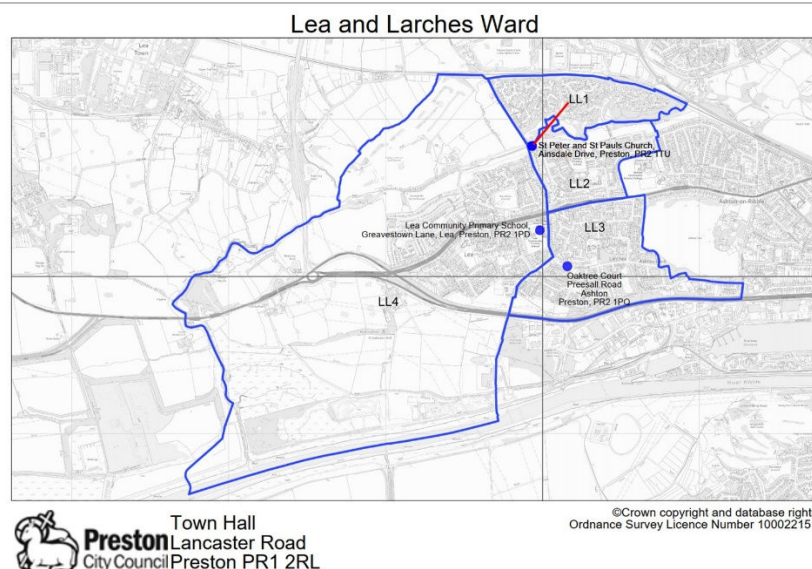 Lea and Larches Ward
LL1
St Peter and St Pauls Church,
Ainsdale Drive, Preston, PR2 1TU
LL2
Lea Community Primary School,
Greavestown Lane, Lea, Preston, PR2 1PD
LL3
Lea
Oaktree Court
Preesall Road
Ashton
Preston, PR2 1PQ
LL4
©Crown copyright and database right
Ordnance Survey Licence Number 10002215
Preston
City Council
Town Hall
Lancaster Road
Preston PR1 2RL